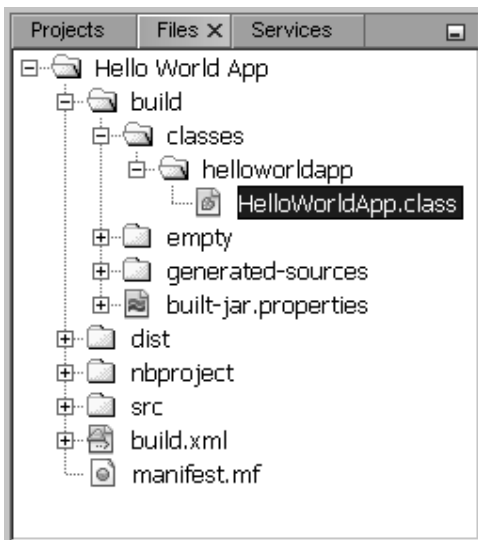 Projects Files Services
Hello World App
build
classes
helloworldapp
HelloWorldApp.class
empty
generated-sources
built-jar.properties
dist
nbproject
src
build.xml
manifest.mf